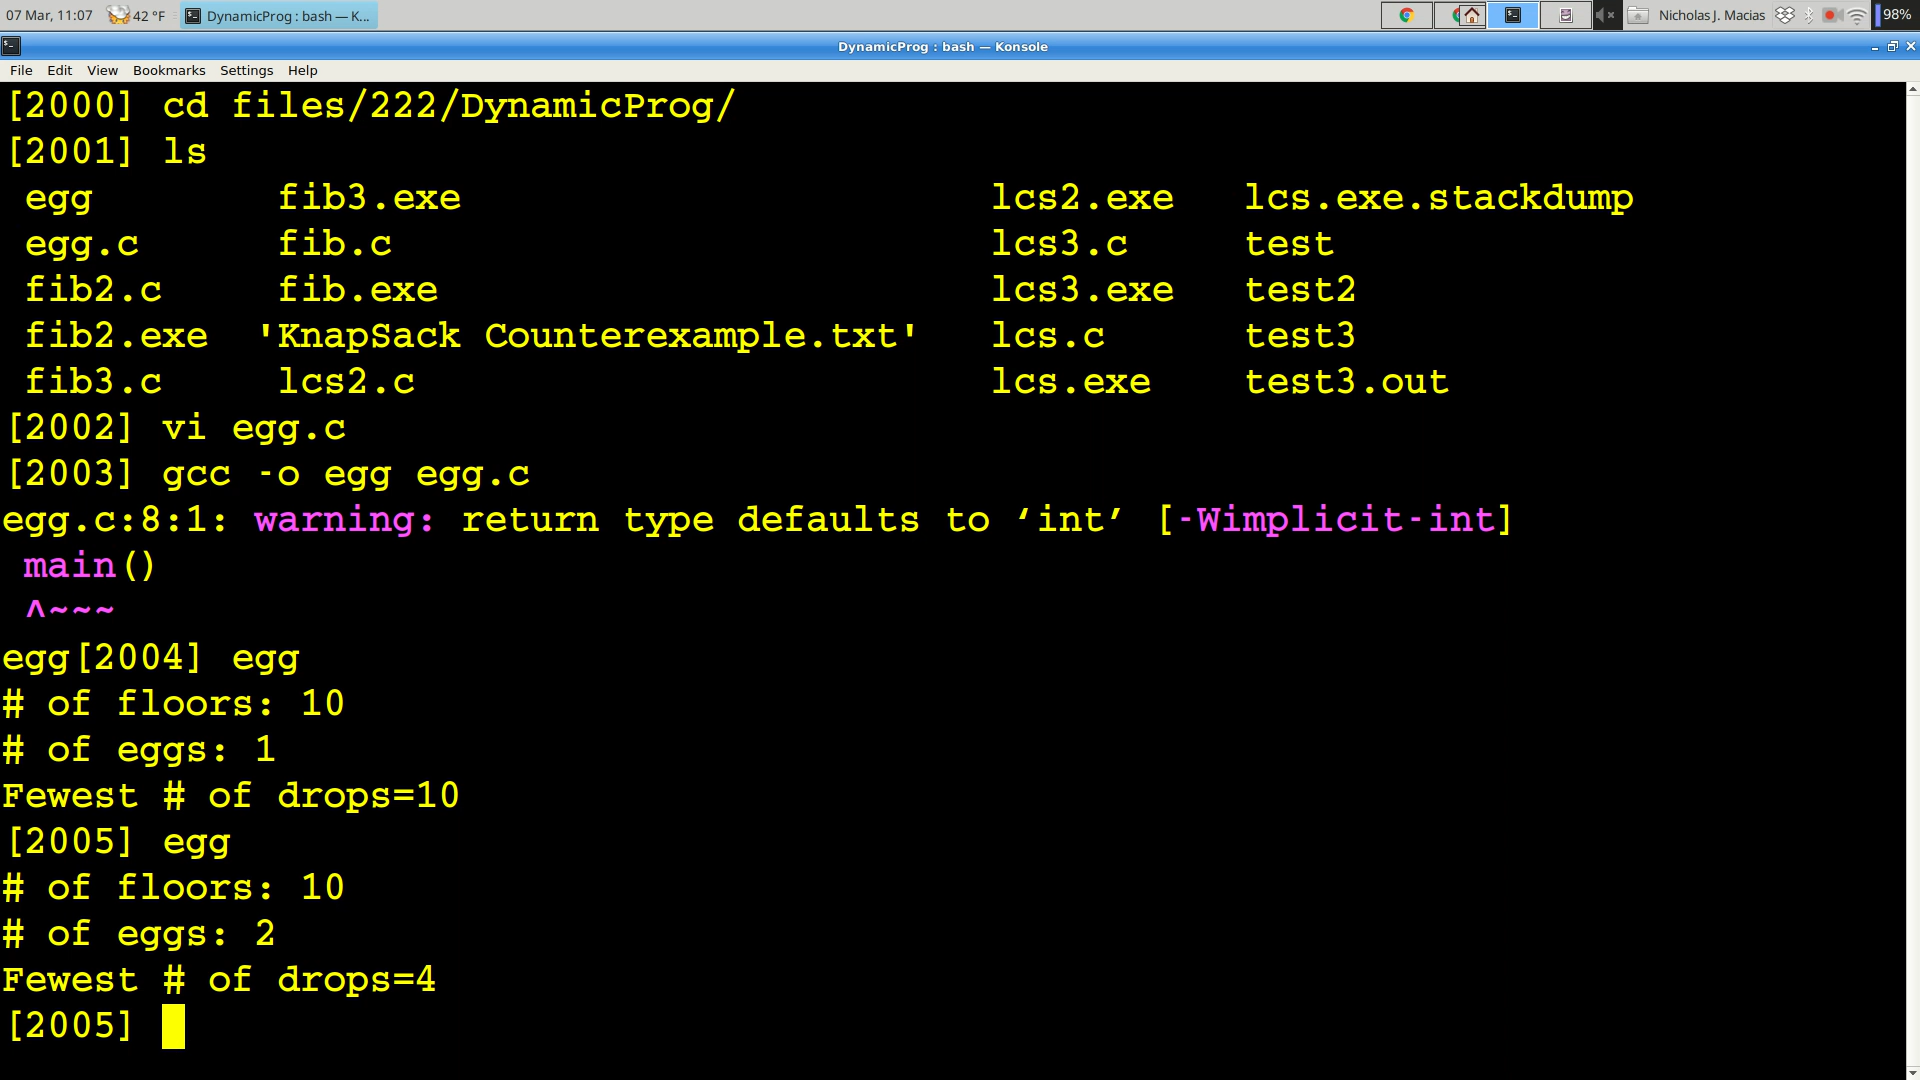 07 Mar, 11:07 42 °F DynamicProg : bash — K... Nicholas J. Macias 98%
DynamicProg : bash — Konsole
File Edit View Bookmarks Settings Help
[2000] cd files/222/DynamicProg/
[2001] ls
egg fib3.exe lcs2.exe lcs.exe.stackdump
egg.c fib.c lcs3.c test
fib2.c fib.exe lcs3.exe test2
fib2.exe 'KnapSack Counterexample.txt' lcs.c test3
fib3.c lcs2.c lcs.exe test3.out
[2002] vi egg.c
[2003] gcc -o egg egg.c
egg.c:8:1: warning: return type defaults to ‘int’ [-Wimplicit-int]
main()
^~~~
egg[2004] egg
# of floors: 10
# of eggs: 1
Fewest # of drops=10
[2005] egg
# of floors: 10
# of eggs: 2
Fewest # of drops=4
[2005]